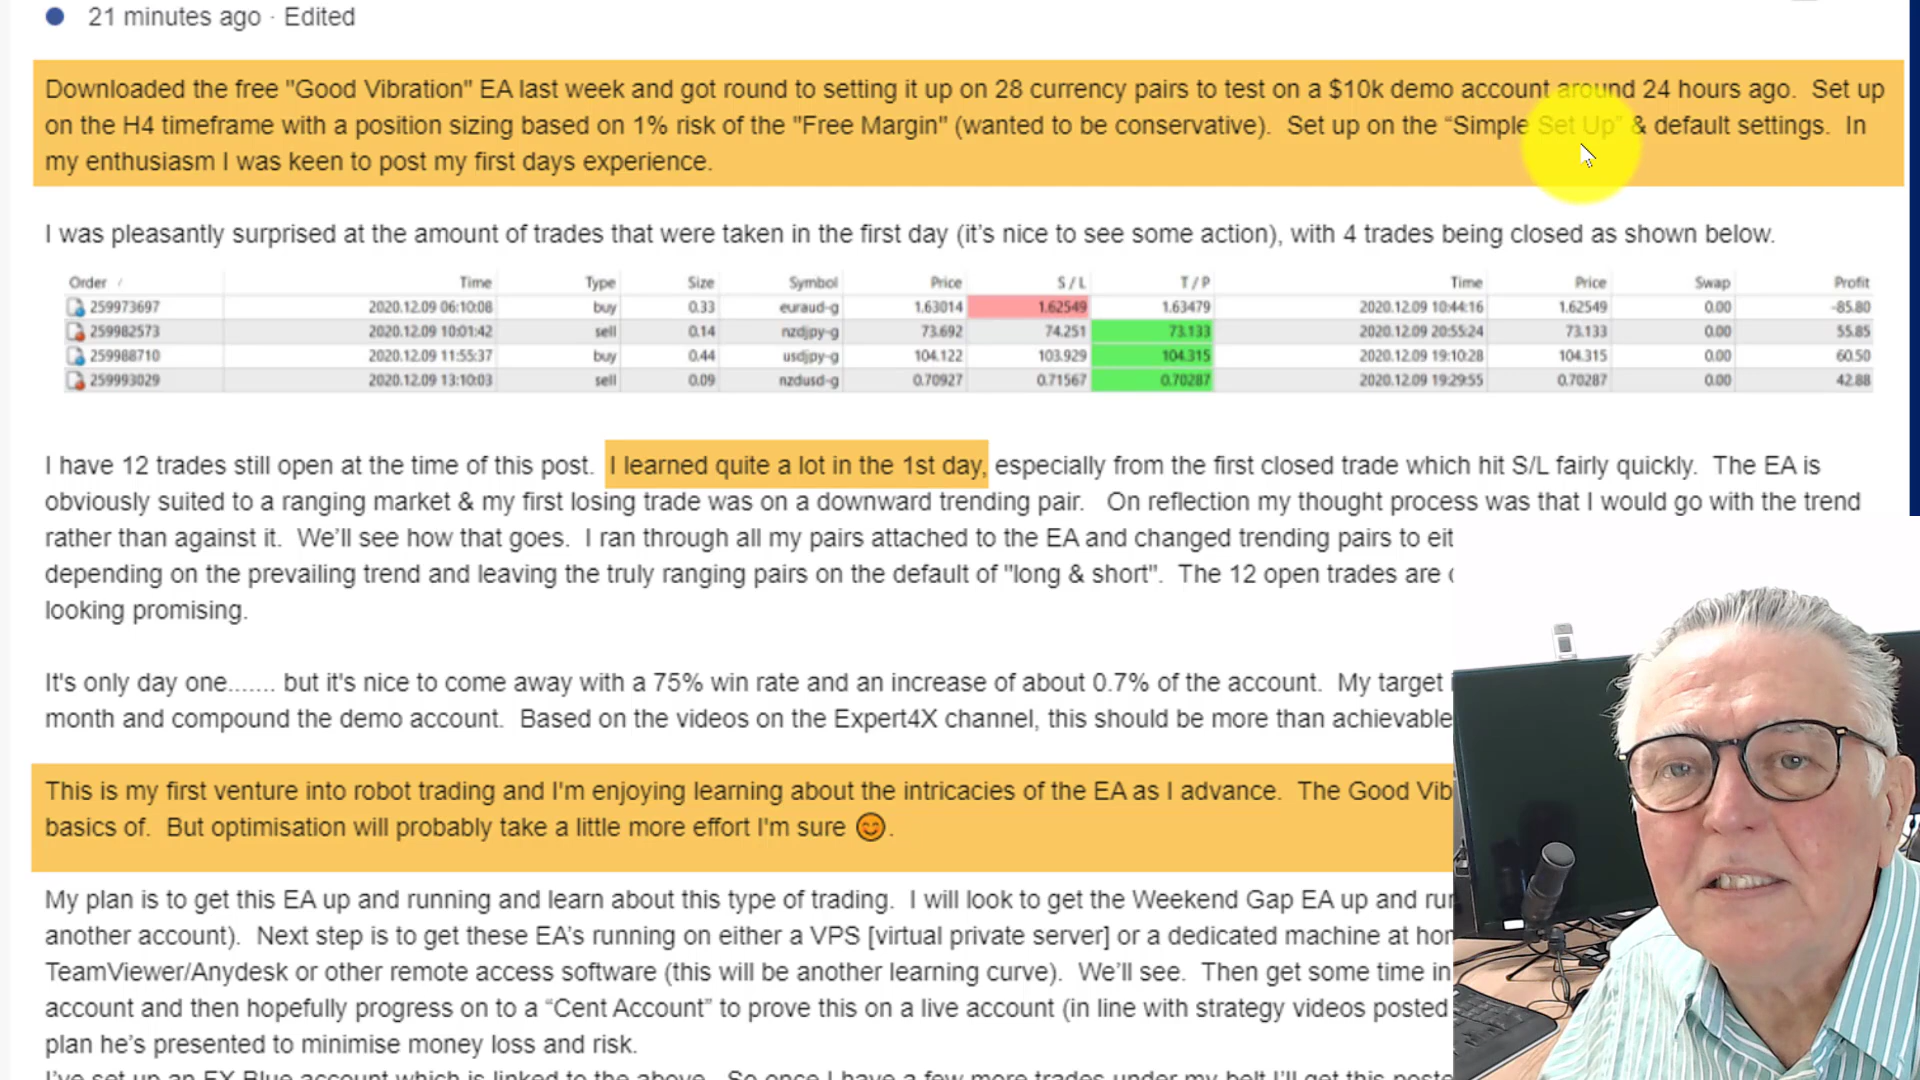 21 minutes ago · Edited
Downloaded the free "Good Vibration" EA last week and got round to setting it up on 28 currency pairs to test on a $10k demo account around 24 hours ago. Set up
on the H4 timeframe with a position sizing based on 1% risk of the "Free Margin" (wanted to be conservative). Set up on the “Simple Set Up” & default settings. In
my enthusiasm I was keen to post my first days experience.
I was pleasantly surprised at the amount of trades that were taken in the first day (it's nice to see some action), with 4 trades being closed as shown below.
Order / Time Type Size Symbol Price S / L T / P Time Price Swap Profit
259973697 2020.12.09 06:10:08 buy 0.33 euraud-g 1.63014 1.62549 1.63479 2020.12.09 10:44:16 1.62549 0.00 -85.80
259982573 2020.12.09 10:01:42 sell 0.14 nzdjpy-g 73.692 74.251 73.133 2020.12.09 20:55:24 73.133 0.00 55.85
259988710 2020.12.09 11:55:37 buy 0.44 usdjpy-g 104.122 103.929 104.315 2020.12.09 19:10:28 104.315 0.00 60.50
259993029 2020.12.09 13:10:03 sell 0.09 nzdusd-g 0.70927 0.71567 0.70287 2020.12.09 19:29:55 0.70287 0.00 42.88
I have 12 trades still open at the time of this post. I learned quite a lot in the 1st day, especially from the first closed trade which hit S/L fairly quickly. The EA is
obviously suited to a ranging market & my first losing trade was on a downward trending pair. On reflection my thought process was that I would go with the trend
rather than against it. We’ll see how that goes. I ran through all my pairs attached to the EA and changed trending pairs to eit
depending on the prevailing trend and leaving the truly ranging pairs on the default of "long & short". The 12 open trades are
looking promising.
It's only day one....... but it's nice to come away with a 75% win rate and an increase of about 0.7% of the account. My target
month and compound the demo account. Based on the videos on the Expert4X channel, this should be more than achievable
This is my first venture into robot trading and I'm enjoying learning about the intricacies of the EA as I advance. The Good Vib
basics of. But optimisation will probably take a little more effort I'm sure 😊.
My plan is to get this EA up and running and learn about this type of trading. I will look to get the Weekend Gap EA up and ru
another account). Next step is to get these EA’s running on either a VPS [virtual private server] or a dedicated machine at ho
TeamViewer/Anydesk or other remote access software (this will be another learning curve). We’ll see. Then get some time in
account and then hopefully progress on to a “Cent Account” to prove this on a live account (in line with strategy videos posted
plan he’s presented to minimise money loss and risk.
I've set up an FX Blue account which is linked to the above. So once I have a few more trades under my belt I'll get this poste